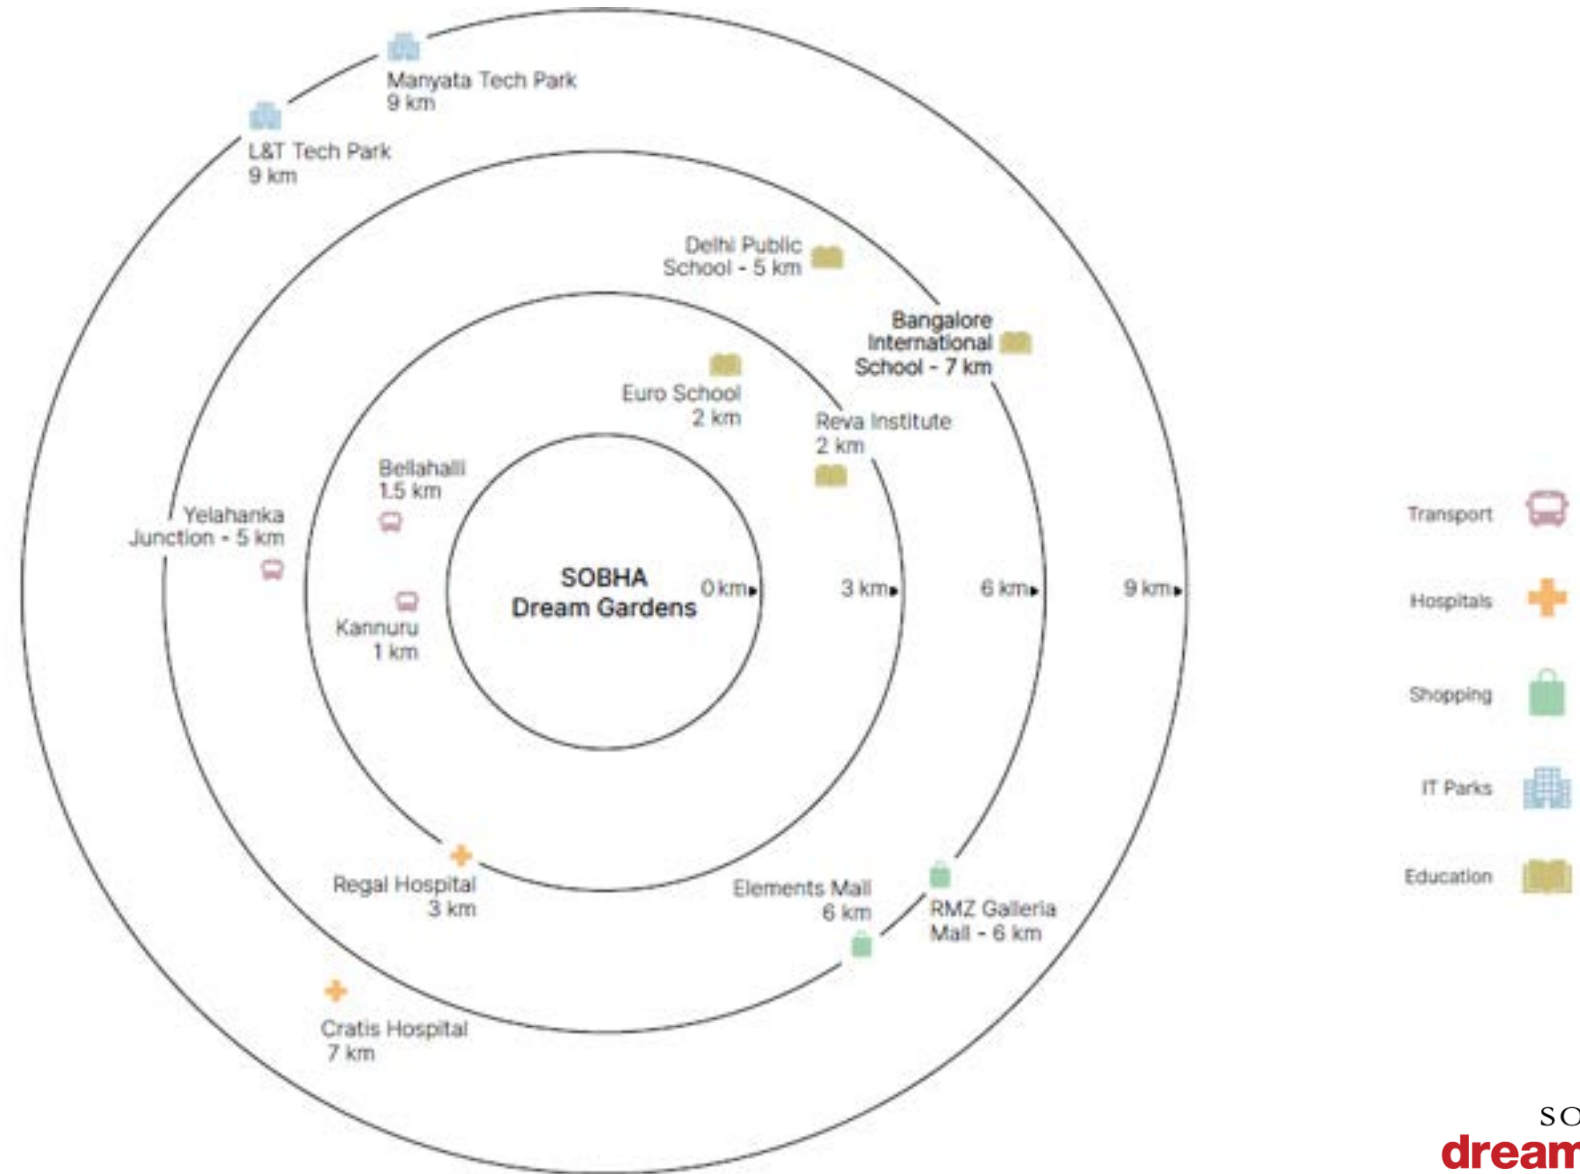 Manyata Tech Park
9 km
L&T Tech Park
9 km
Delhi Public
School - 5 km
Bangalore
International
School - 7 km
Euro School
2 km
Reva Institute
2 km
Bellahalli
1.5 km
Yelahanka
Junction - 5 km
Kannuru
1 km
SOBHA
Dream Gardens
0 km
3 km
6 km
9 km
Regal Hospital
3 km
Elements Mall
6 km
RMZ Galleria
Mall - 6 km
Cratis Hospital
7 km
Transport
Hospitals
Shopping
IT Parks
Education
SO
dream